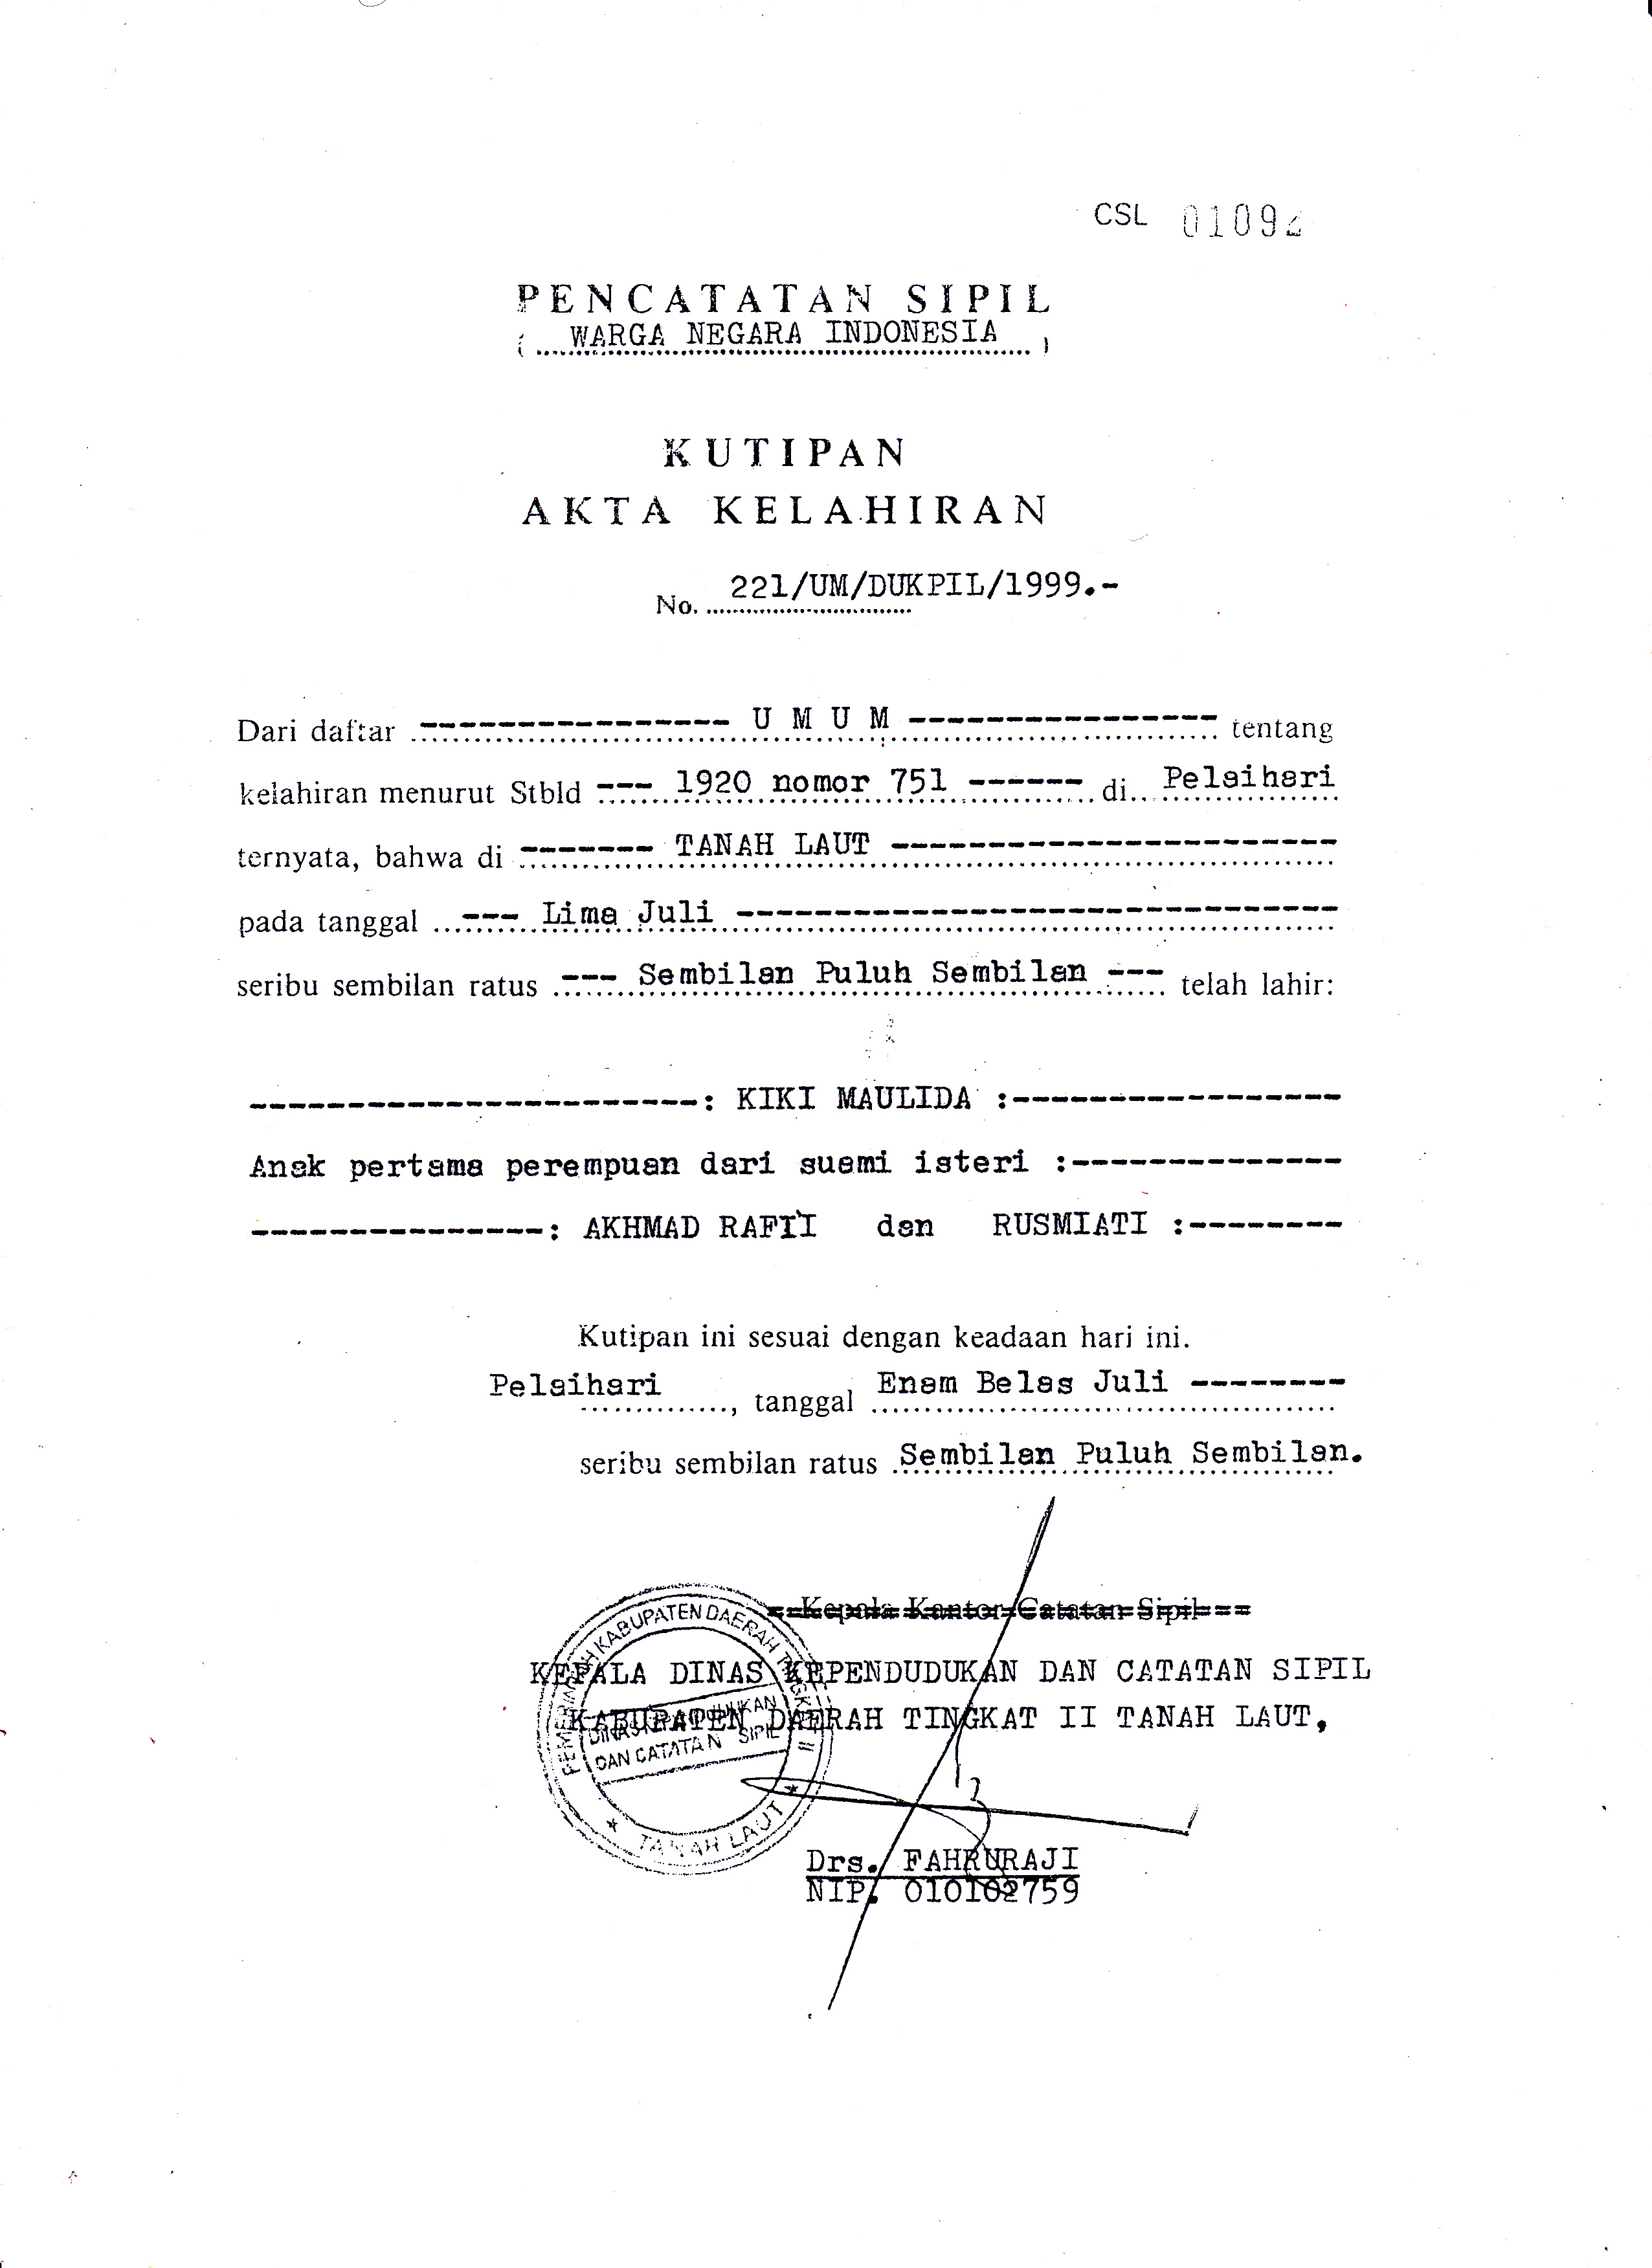 CSL 01092
PENCATATAN SIPIL
( WARGA NEGARA INDONESIA )
KUTIPAN
AKTA KELAHIRAN
No. 221/UM/DUKPIL/1999.-
Dari daftar ---------------- U M U M ---------------- tentang
kelahiran menurut Stbld --- 1920 nomor 751 ------ di Pelaihari
ternyata, bahwa di ------- TANAH LAUT -----------------------
pada tanggal --- Lima Juli -------------------------------
seribu sembilan ratus --- Sembilan Puluh Sembilan --- telah lahir:
-----------------------: KIKI MAULIDA :-----------------
Anak pertama perempuan dari suami isteri :--------------
---------------: AKHMAD RAFI'I dan RUSMIATI :--------
Kutipan ini sesuai dengan keadaan hari ini.
Pelaihari, tanggal Enam Belas Juli --------
seribu sembilan ratus Sembilan Puluh Sembilan.
Kepala Kantor Catatan Sipil
KEPALA DINAS KEPENDUDUKAN DAN CATATAN SIPIL
KABUPATEN DAERAH TINGKAT II TANAH LAUT,
PEMERINTAH KABUPATEN DAERAH TINGKAT II
DINAS KEPENDUDUKAN
DAN CATATAN SIPIL
★ TANAH LAUT ★
Drs. FAHRURAJI
NIP. 010102759